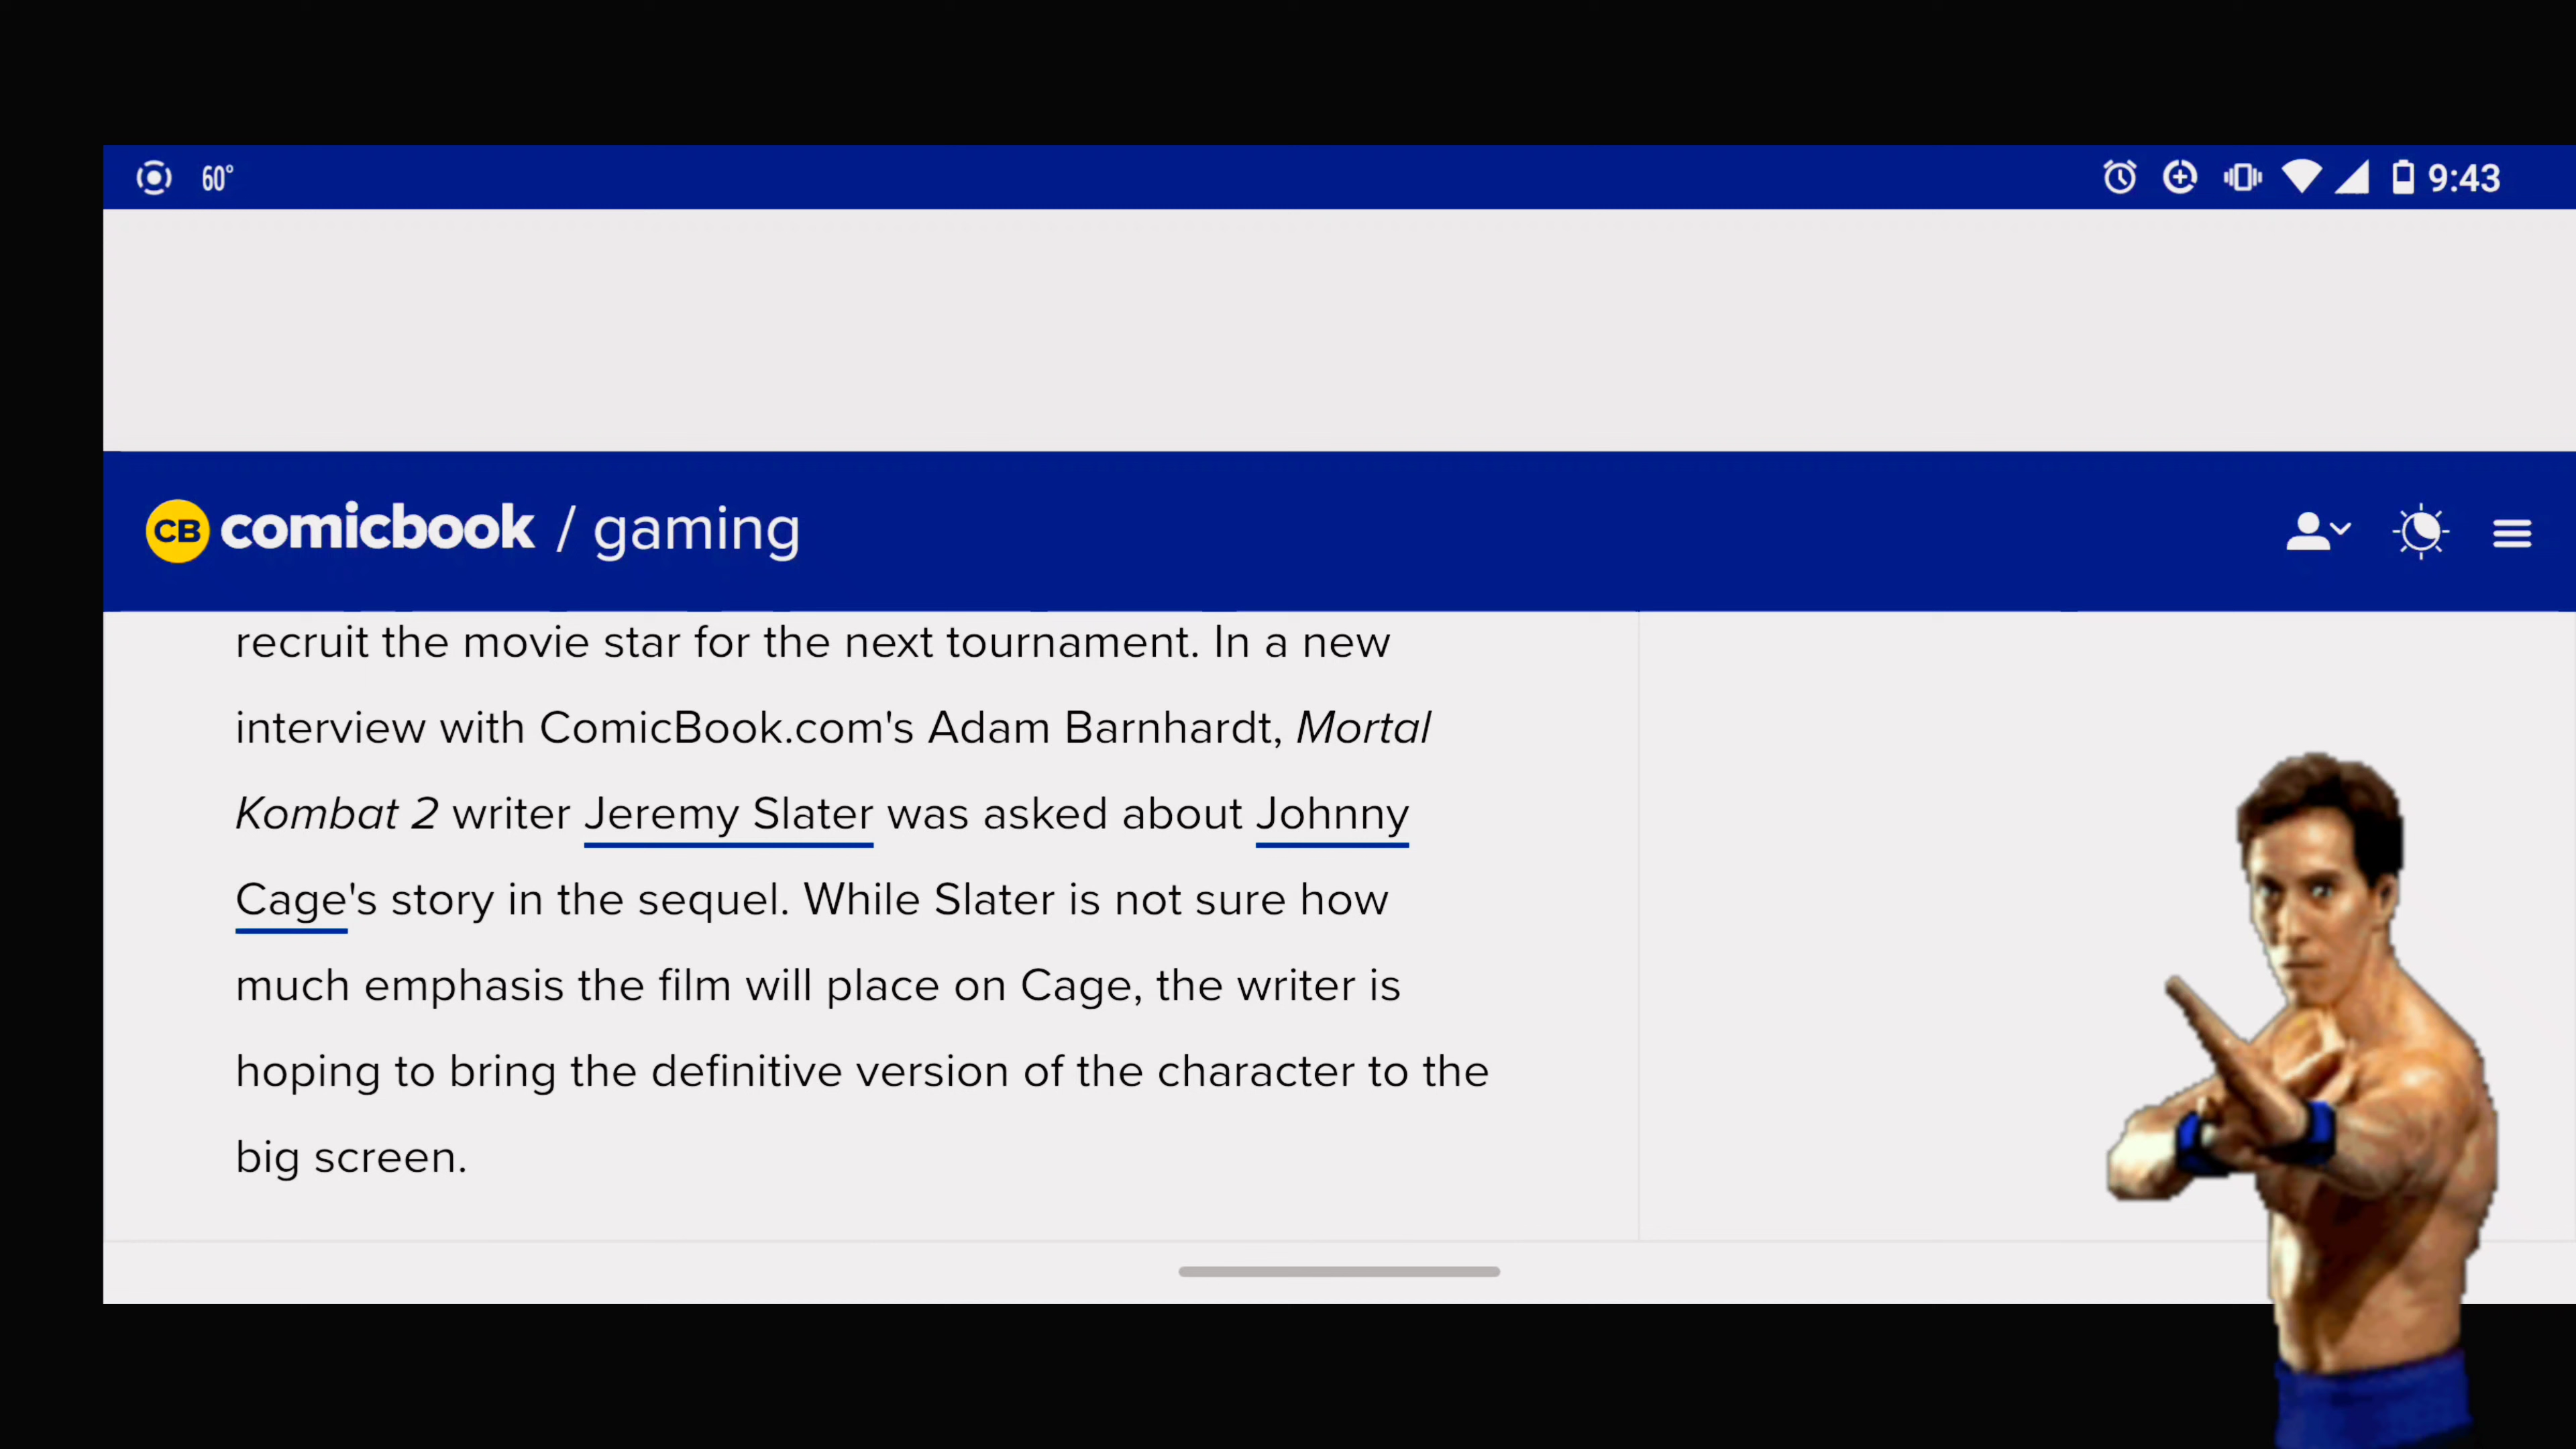 60°
9:43
CB comicbook / gaming
recruit the movie star for the next tournament. In a new
interview with ComicBook.com's Adam Barnhardt, Mortal
Kombat 2 writer Jeremy Slater was asked about Johnny
Cage's story in the sequel. While Slater is not sure how
much emphasis the film will place on Cage, the writer is
hoping to bring the definitive version of the character to the
big screen.